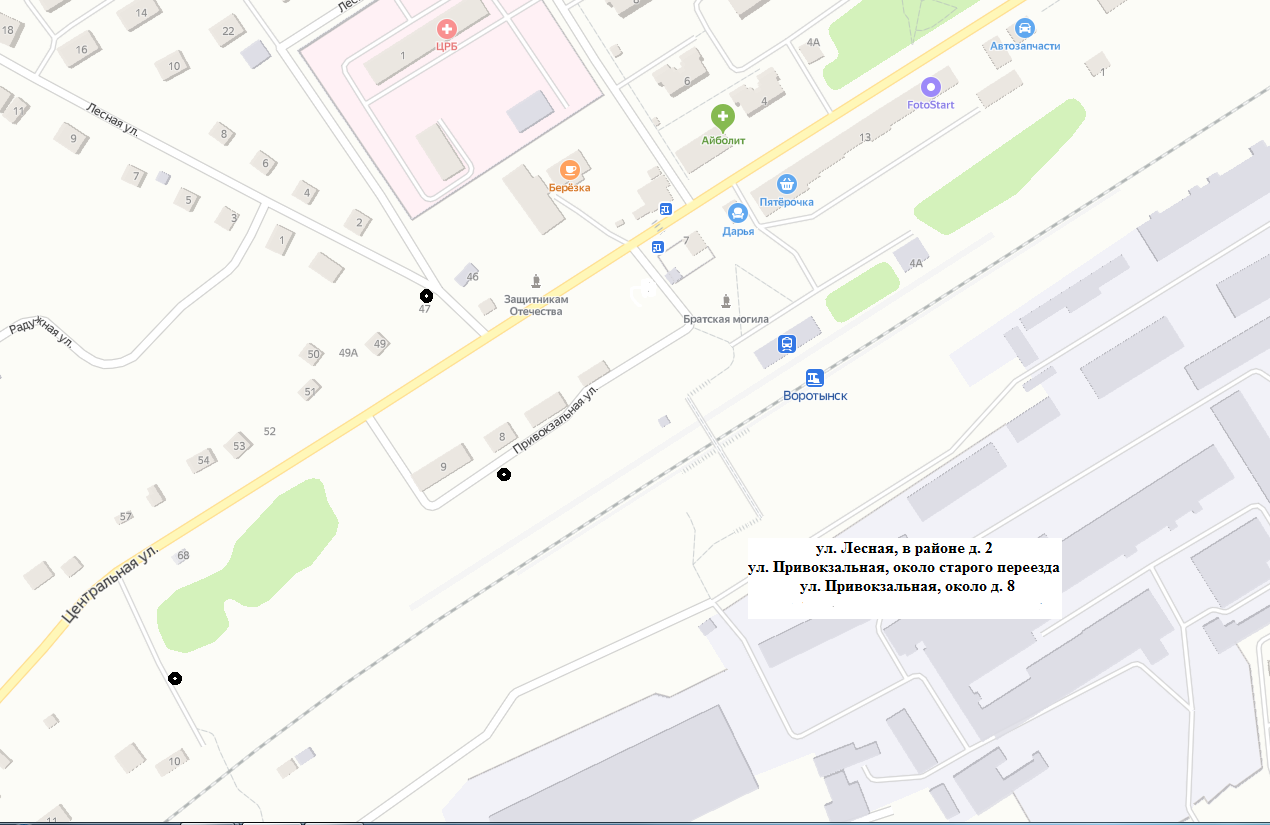 Лес
14
22
18
16
10
1
ЦРБ
4А
Автозапчасти
6
4
1
FotoStart
11
Лесная ул.
9
8
Айболит
13
7
6
Берёзка
5
4
Пятёрочка
3
2
Дарья
1
7
46
4А
47
Защитникам
Отечества
Братская могила
Радужная ул.
50
49А
49
51
Воротынск
Привокзальная ул.
52
53
54
8
9
57
68
Центральная ул.
ул. Лесная, в районе д. 2
ул. Привокзальная, около старого переезда
ул. Привокзальная, около д. 8
10
11